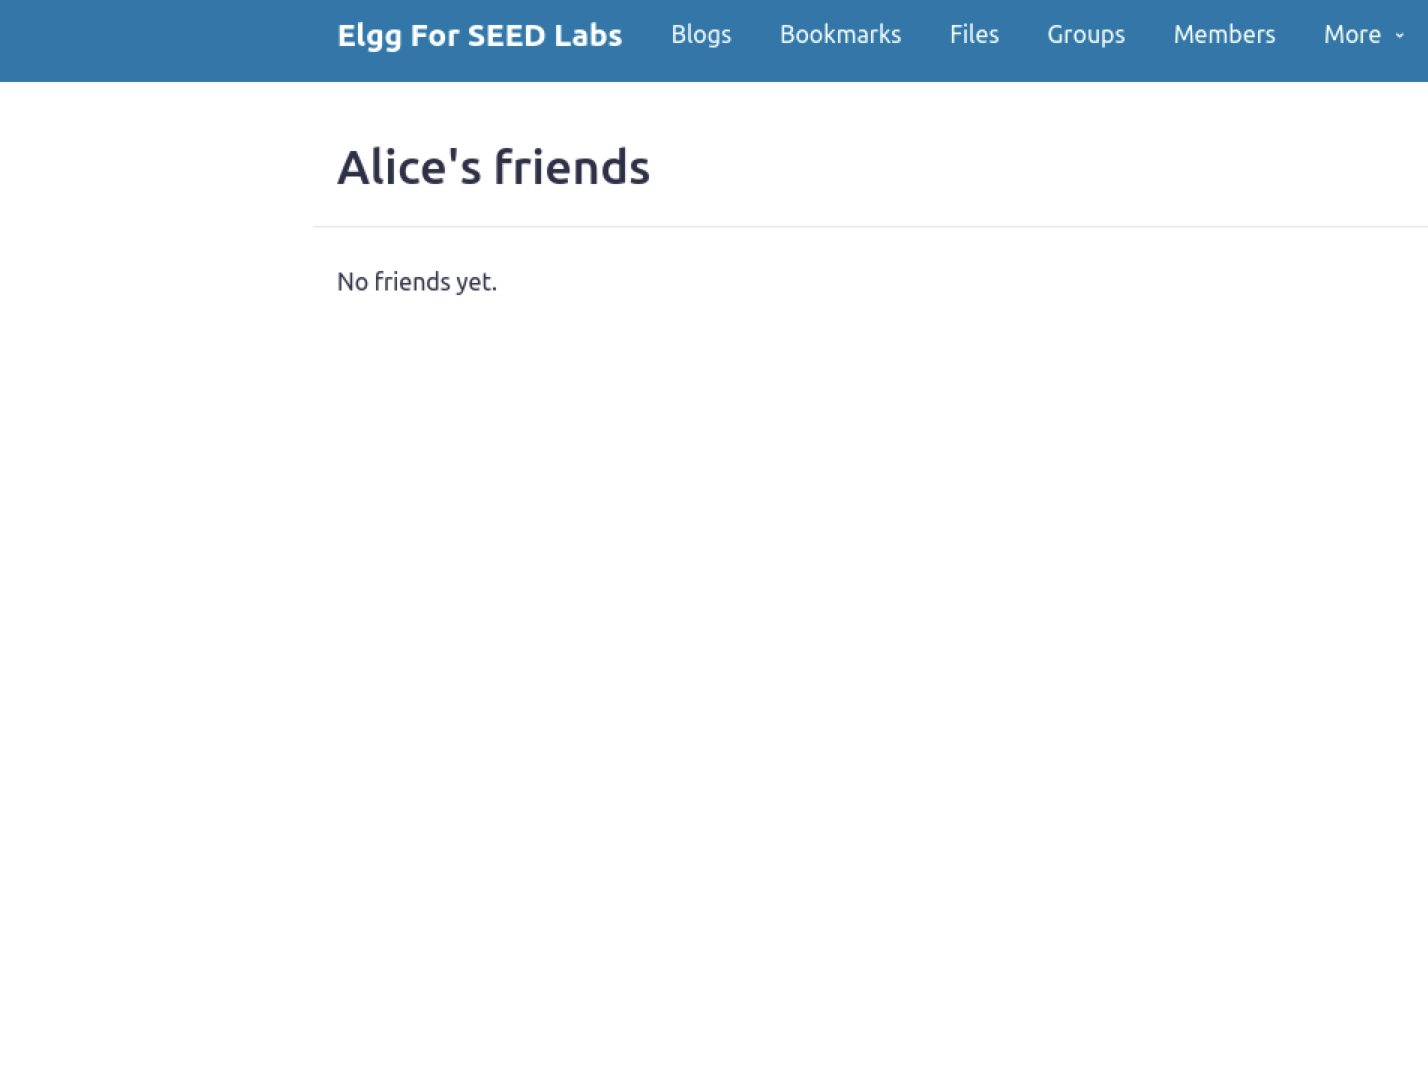 Elgg For SEED Labs Blogs Bookmarks Files Groups Members More
Alice's friends
No friends yet.